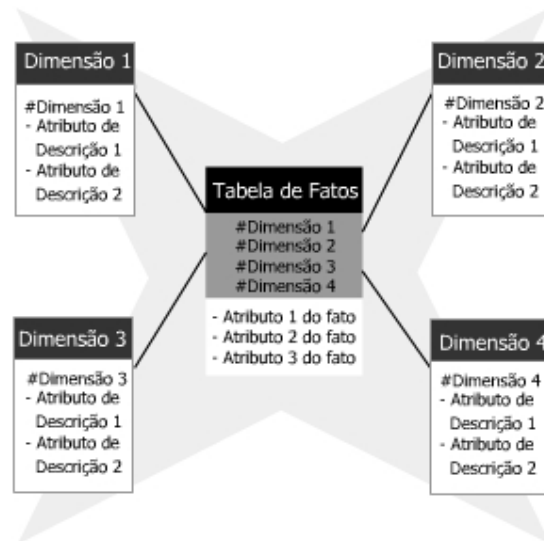 Dimensão 1
#Dimensão 1
- Atributo de
Descrição 1
- Atributo de
Descrição 2
Dimensão 2
#Dimensão 2
- Atributo de
Descrição 1
- Atributo de
Descrição 2
Tabela de Fatos
#Dimensão 1
#Dimensão 2
#Dimensão 3
#Dimensão 4
- Atributo 1 do fato
- Atributo 2 do fato
- Atributo 3 do fato
Dimensão 3
#Dimensão 3
- Atributo de
Descrição 1
- Atributo de
Descrição 2
Dimensão 4
#Dimensão 4
- Atributo de
Descrição 1
- Atributo de
Descrição 2